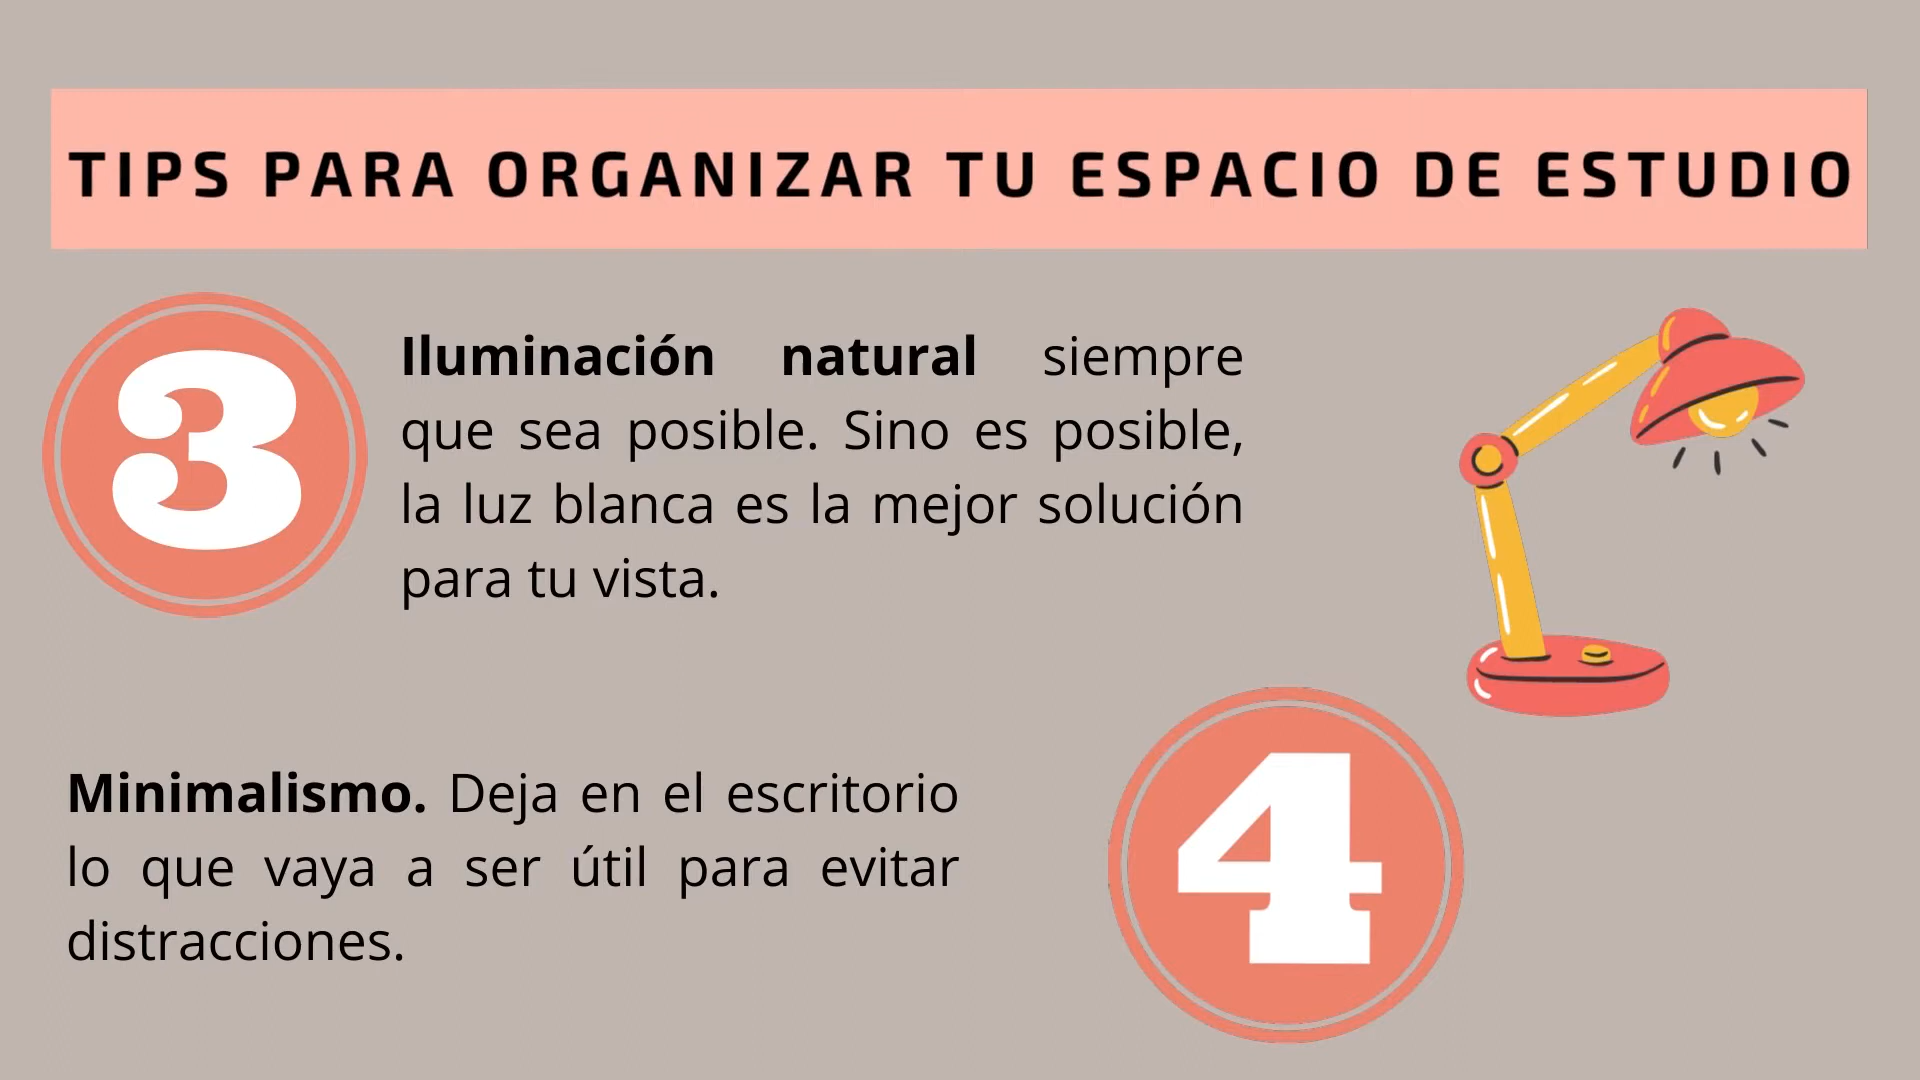 TIPS PARA ORGANIZAR TU ESPACIO DE ESTUDIO
3
Iluminación natural siempre
que sea posible. Sino es posible,
la luz blanca es la mejor solución
para tu vista.
4
Minimalismo. Deja en el escritorio
lo que vaya a ser útil para evitar
distracciones.